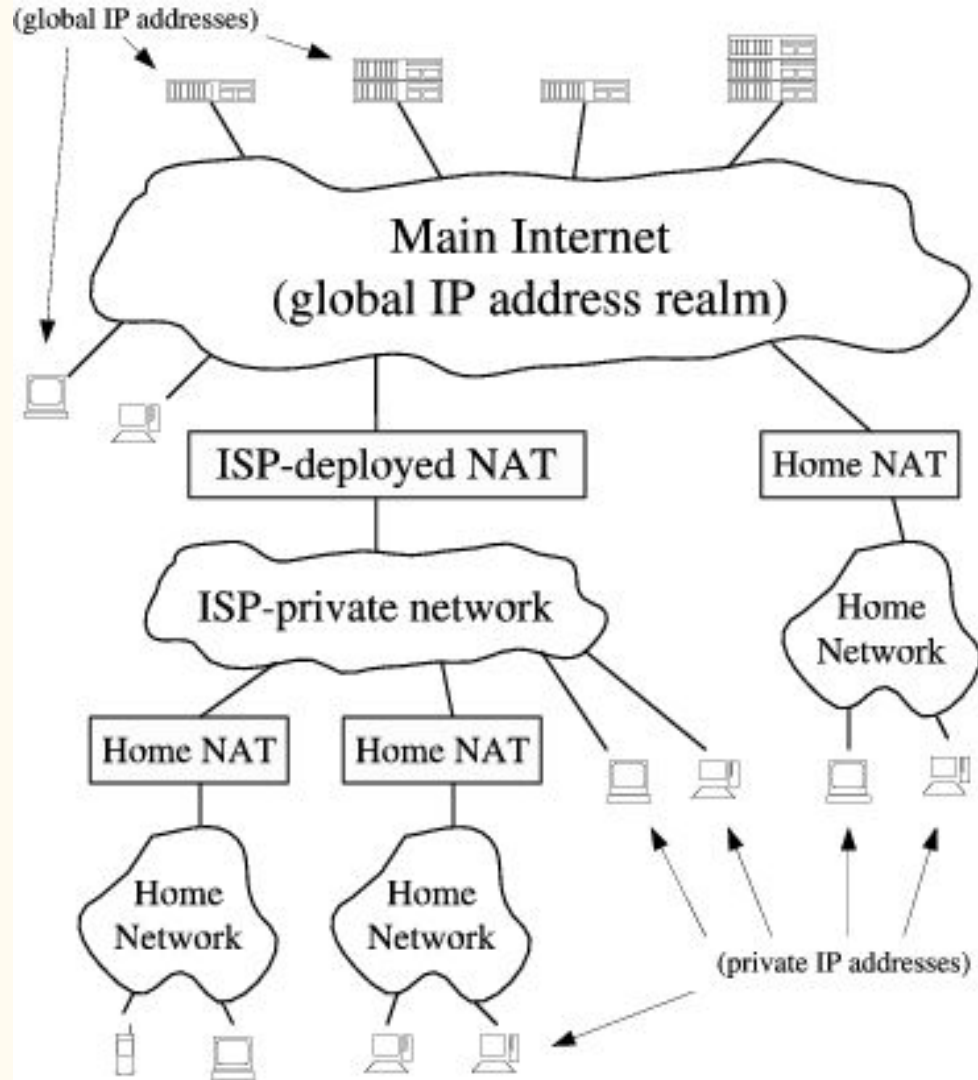 (global IP addresses)
Main Internet
(global IP address realm)
ISP-deployed NAT
Home NAT
ISP-private network
Home
Network
Home NAT
Home NAT
Home
Network
Home
Network
(private IP addresses)